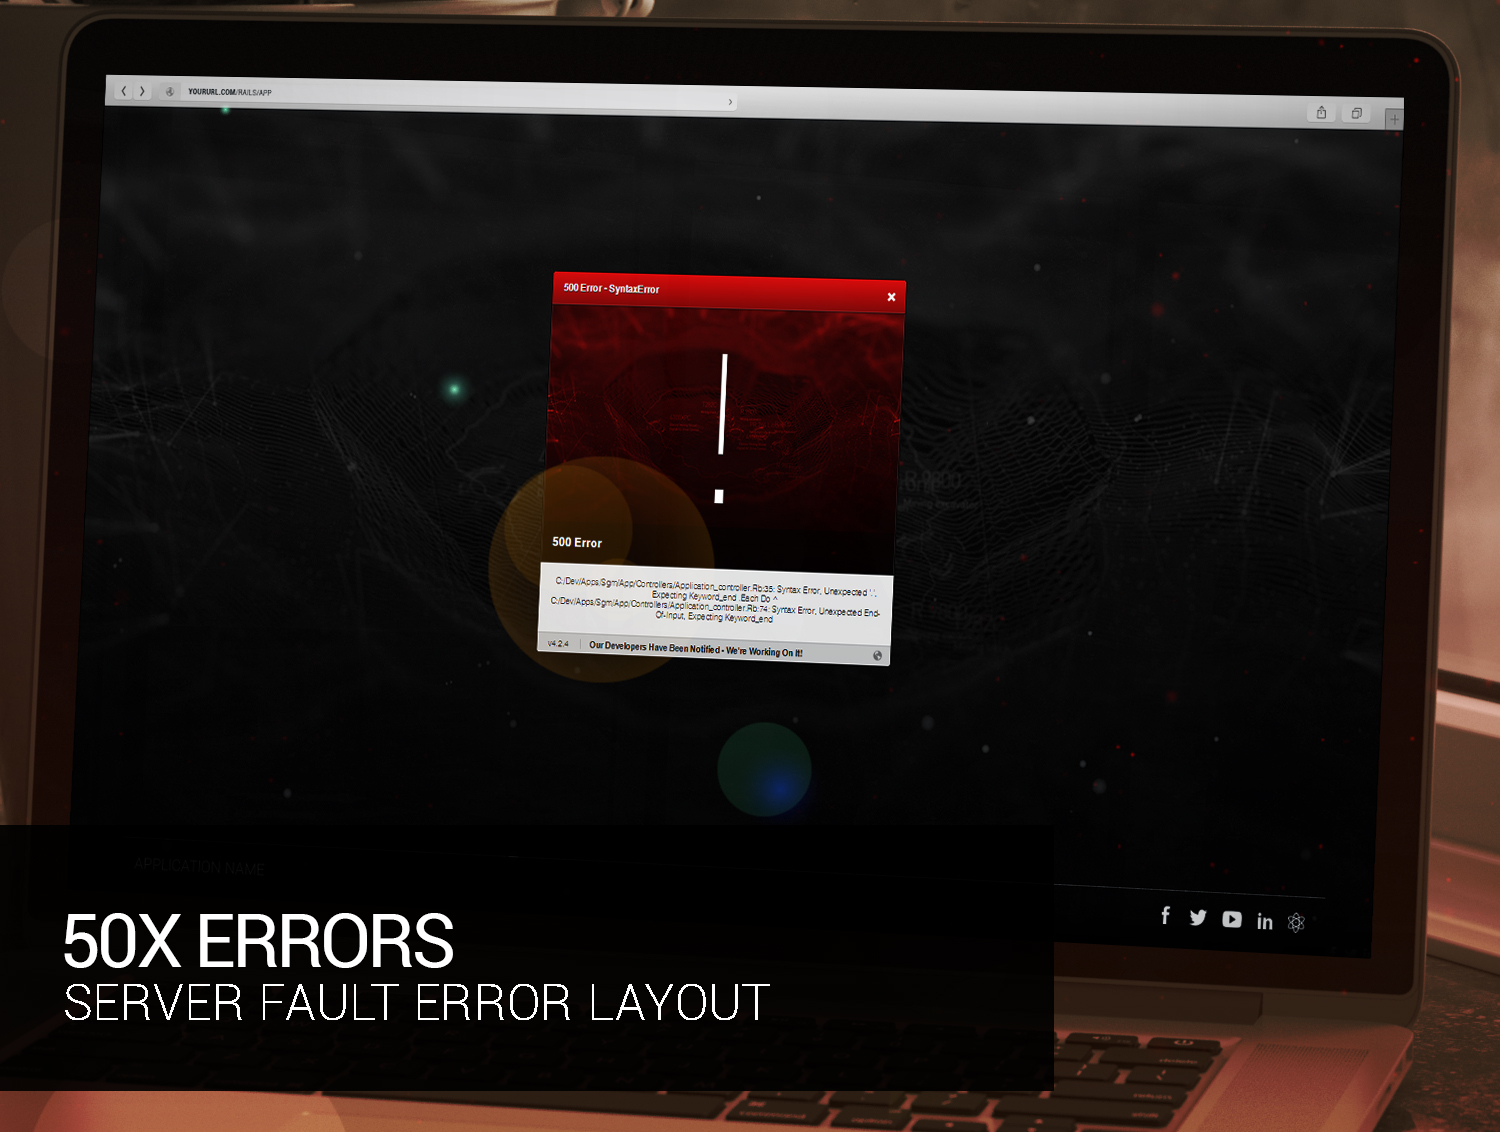 YOURURL.COM/RAILS/APP
500 Error - SyntaxError
500 Error
C:/Dev/Apps/Sgm/App/Controllers/Application_controller.Rb:35: Syntax Error, Unexpected '.',
Expecting Keyword_end .Each Do ^
C:/Dev/Apps/Sgm/App/Controllers/Application_controller.Rb:74: Syntax Error, Unexpected End-
Of-Input, Expecting Keyword_end
v4.2.4 | Our Developers Have Been Notified - We're Working On It!
APPLICATION NAME
50X ERRORS
SERVER FAULT ERROR LAYOUT